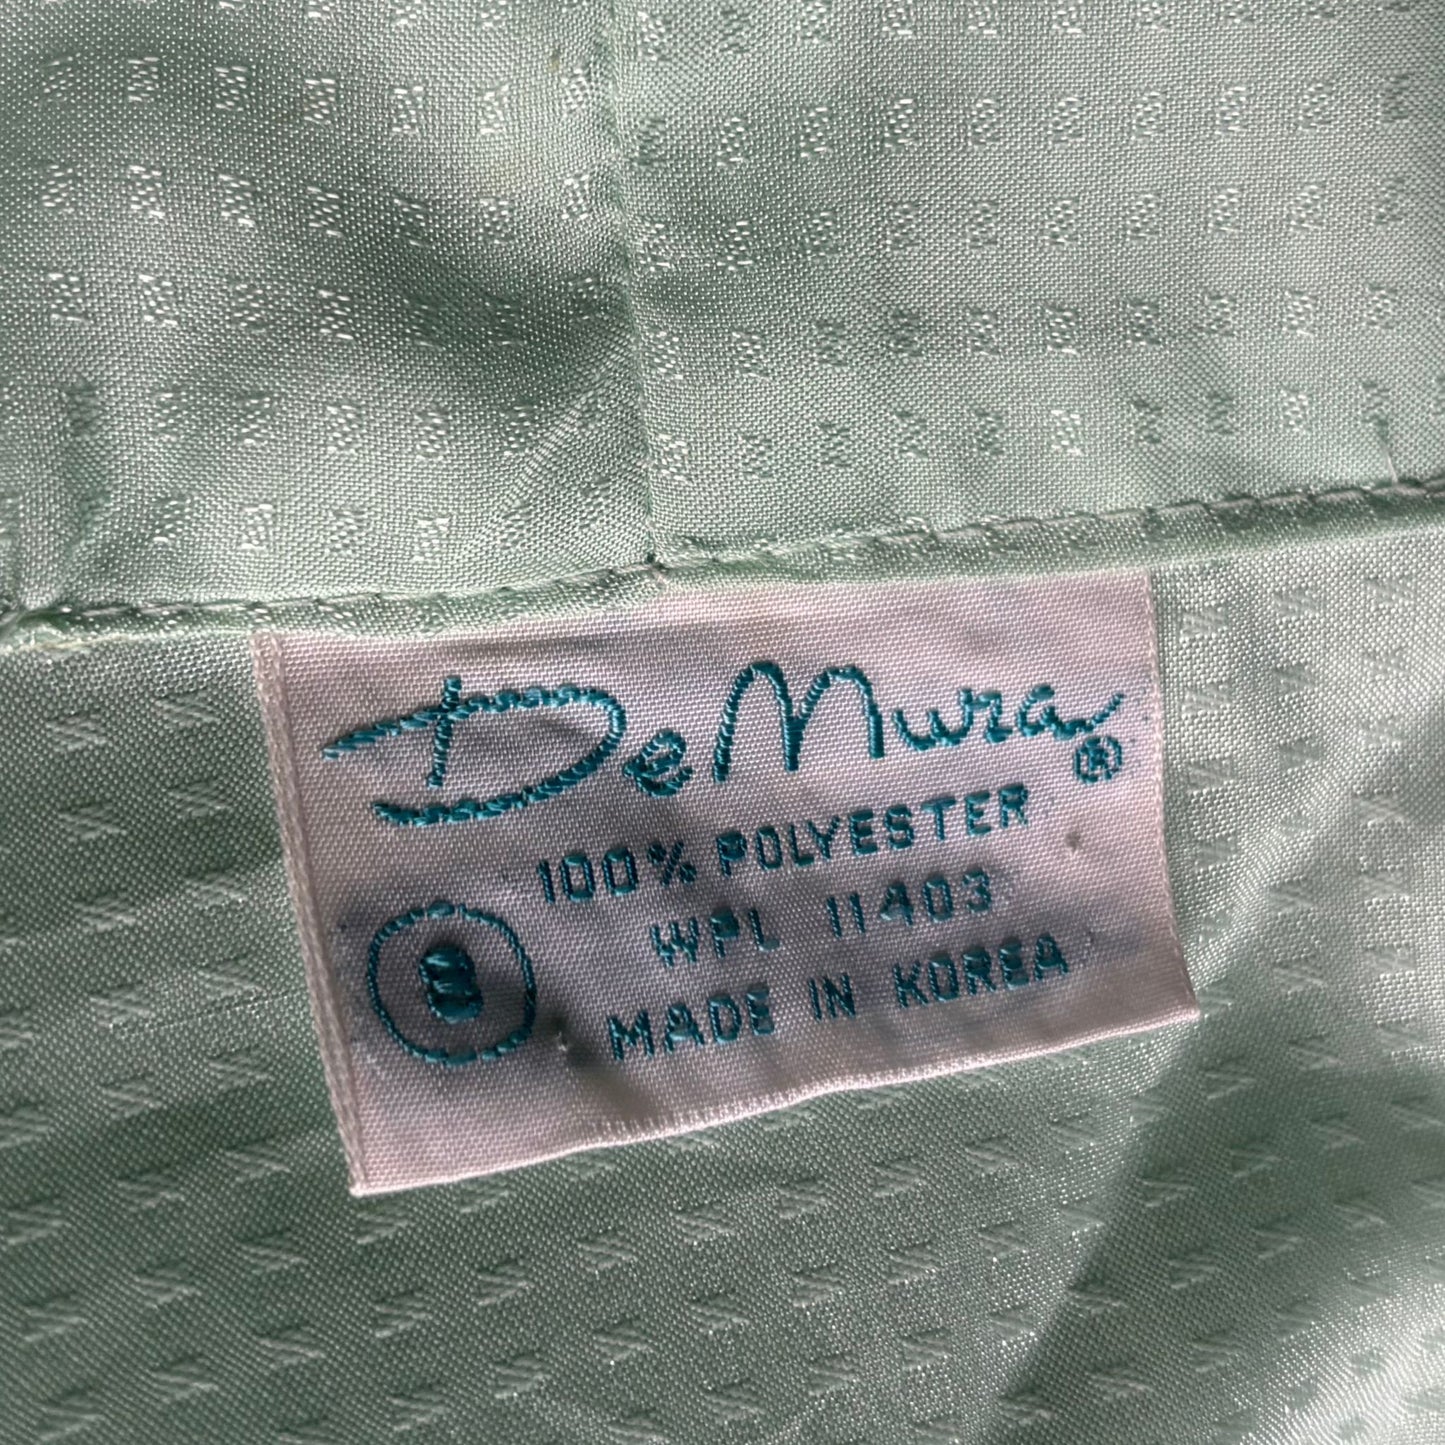 DeMura®
100% POLYESTER
WPL 11403
8 MADE IN KOREA